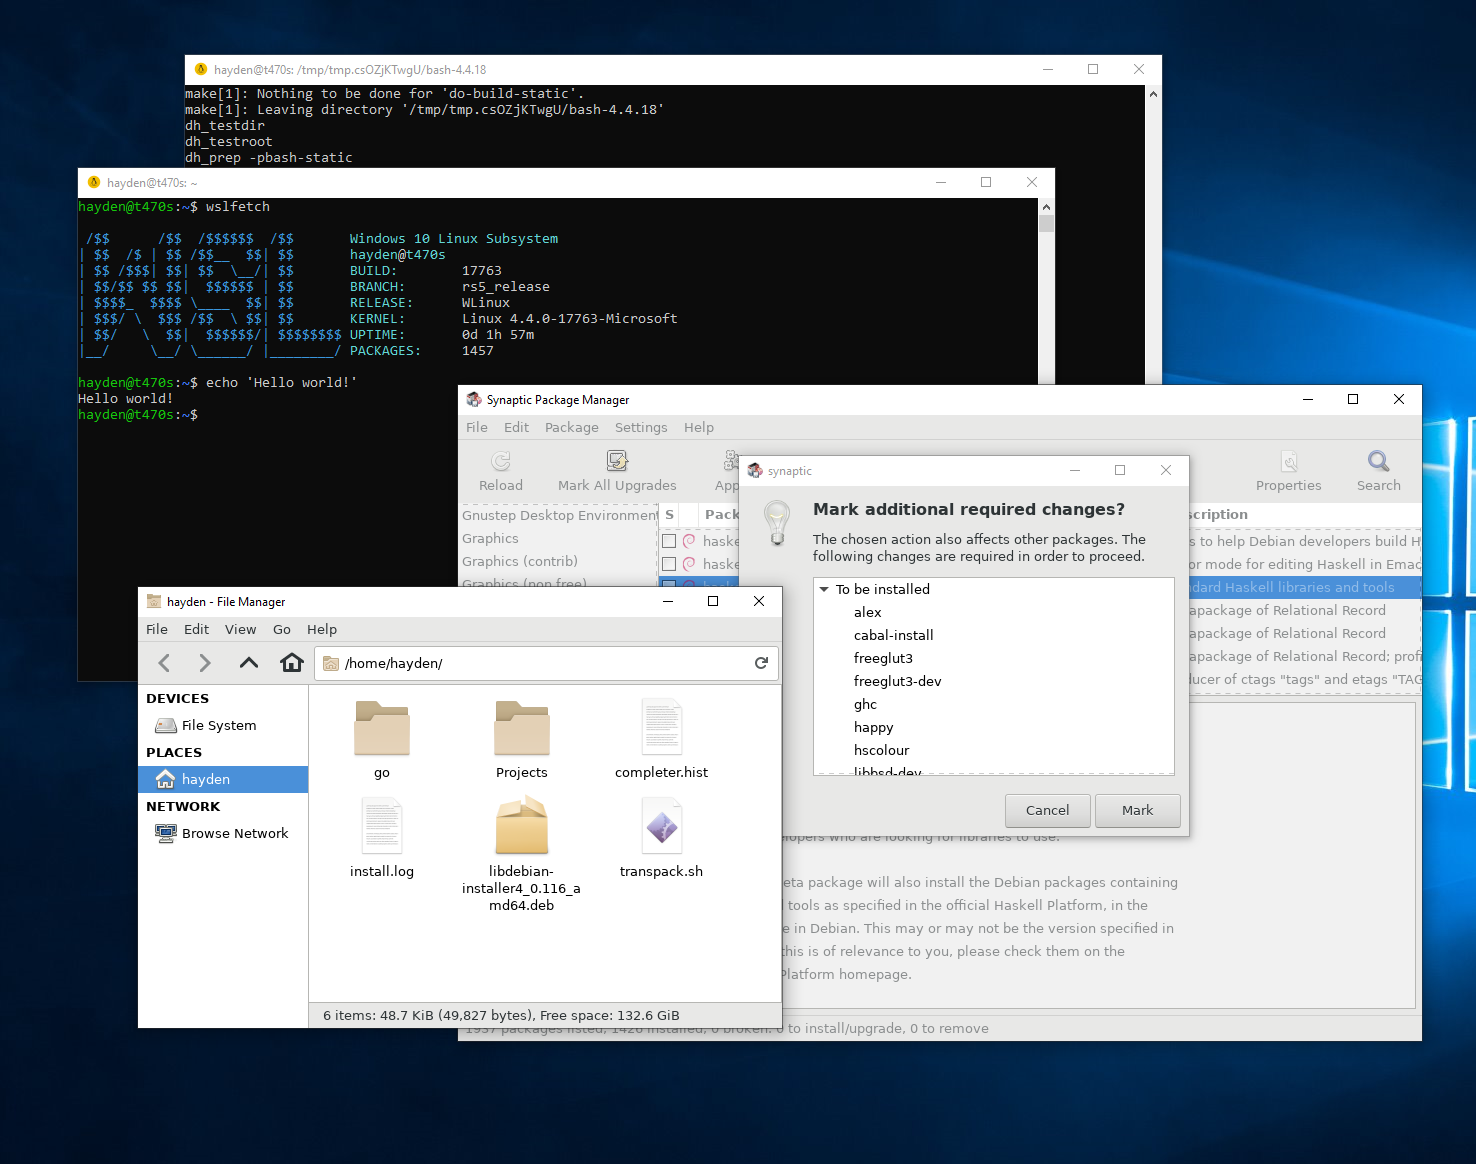 hayden@t470s: /tmp/tmp.csOZjKTwgU/bash-4.4.18
make[1]: Nothing to be done for 'do-build-static'.
make[1]: Leaving directory '/tmp/tmp.csOZjKTwgU/bash-4.4.18'
dh_testdir
dh_testroot
dh_prep -pbash-static
hayden@t470s: ~
hayden@t470s:~$ wslfetch
 /$$      /$$  /$$$$$$  /$$       Windows 10 Linux Subsystem
| $$  /$ | $$ /$$__  $$| $$       hayden@t470s
| $$ /$$$| $$| $$  \__/| $$       BUILD:        17763
| $$/$$ $$ $$|  $$$$$$ | $$       BRANCH:       rs5_release
| $$$$_  $$$$ \____  $$| $$       RELEASE:      WLinux
| $$$/ \  $$$ /$$  \ $$| $$       KERNEL:       Linux 4.4.0-17763-Microsoft
| $$/   \  $$|  $$$$$$/| $$$$$$$$ UPTIME:       0d 1h 57m
|__/     \__/ \______/ |________/ PACKAGES:     1457
hayden@t470s:~$ echo 'Hello world!'
Hello world!
hayden@t470s:~$
Synaptic Package Manager
File Edit Package Settings Help
Reload Mark All Upgrades App Properties Search
Gnustep Desktop Environment
Graphics
Graphics (contrib)
Graphics (non free)
S Pack scription
haske s to help Debian developers build H
haske or mode for editing Haskell in Emac
dard Haskell libraries and tools
apackage of Relational Record
apackage of Relational Record
apackage of Relational Record; profi
ucer of ctags "tags" and etags "TAG
synaptic
Mark additional required changes?
The chosen action also affects other packages. The
following changes are required in order to proceed.
To be installed
alex
cabal-install
freeglut3
freeglut3-dev
ghc
happy
hscolour
libbsd-dev
Cancel Mark
elopers who are looking for libraries to use.
eta package will also install the Debian packages containing
tools as specified in the official Haskell Platform, in the
e in Debian. This may or may not be the version specified in
this is of relevance to you, please check them on the
Platform homepage.
1937 packages listed, 1426 installed, 0 broken. 0 to install/upgrade, 0 to remove
hayden - File Manager
File Edit View Go Help
/home/hayden/
DEVICES
File System
PLACES
hayden
NETWORK
Browse Network
go
Projects
completer.hist
install.log
libdebian-
installer4_0.116_a
md64.deb
transpack.sh
6 items: 48.7 KiB (49,827 bytes), Free space: 132.6 GiB